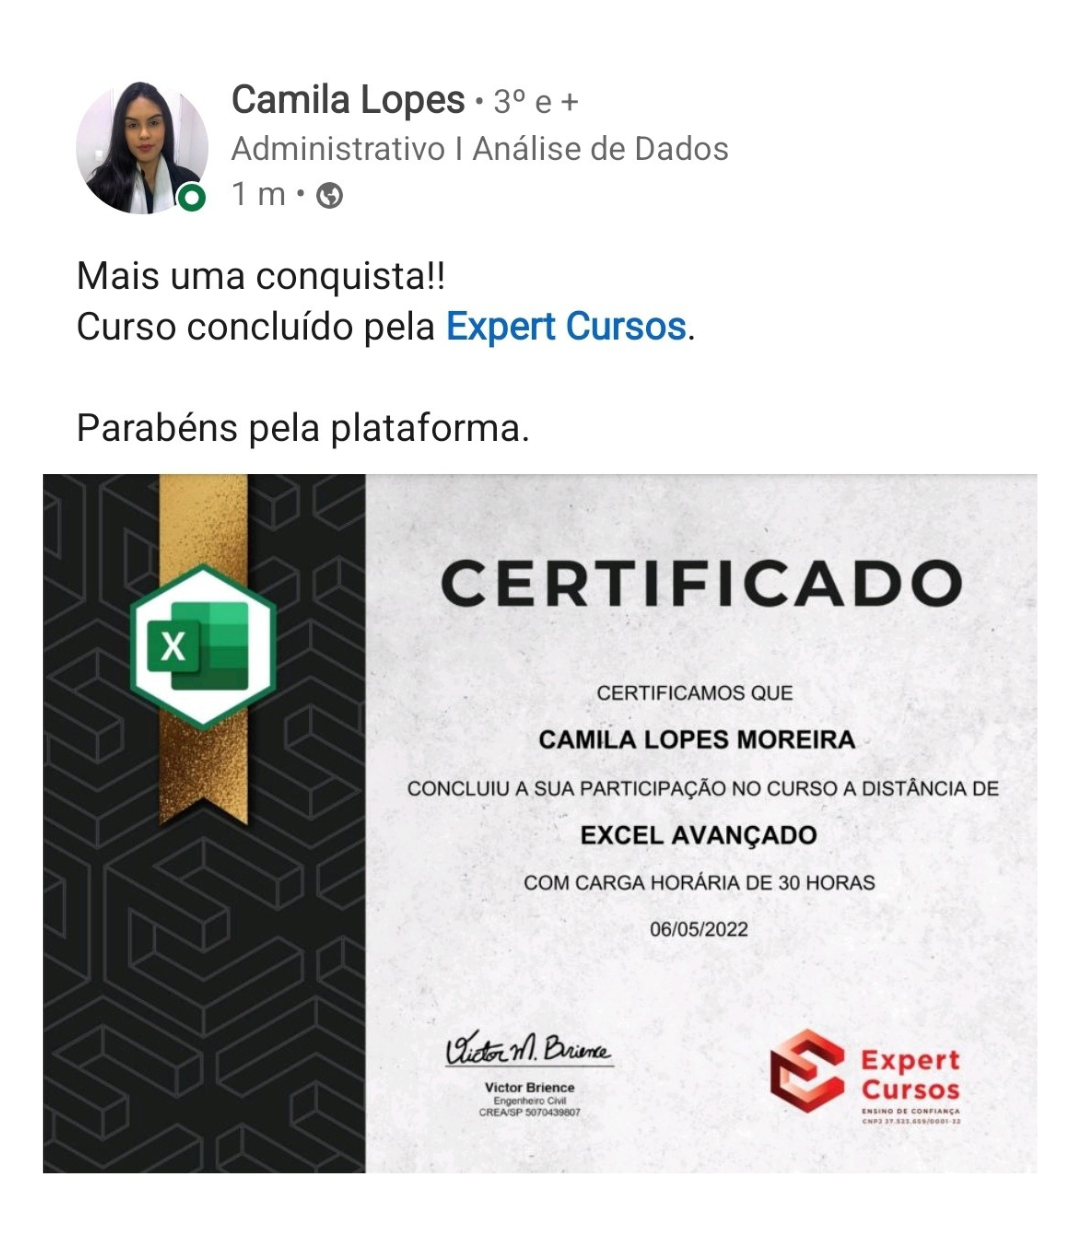 Camila Lopes • 3º e +
Administrativo I Análise de Dados
1 m •
Mais uma conquista!!
Curso concluído pela Expert Cursos.
Parabéns pela plataforma.
X
CERTIFICADO
CERTIFICAMOS QUE
CAMILA LOPES MOREIRA
CONCLUIU A SUA PARTICIPAÇÃO NO CURSO A DISTÂNCIA DE
EXCEL AVANÇADO
COM CARGA HORÁRIA DE 30 HORAS
06/05/2022
Victor M. Brience
Victor Brience
Engenheiro Civil
CREA/SP 5070439807
Expert
Cursos
ENSINO DE CONFIANÇA
CNPJ